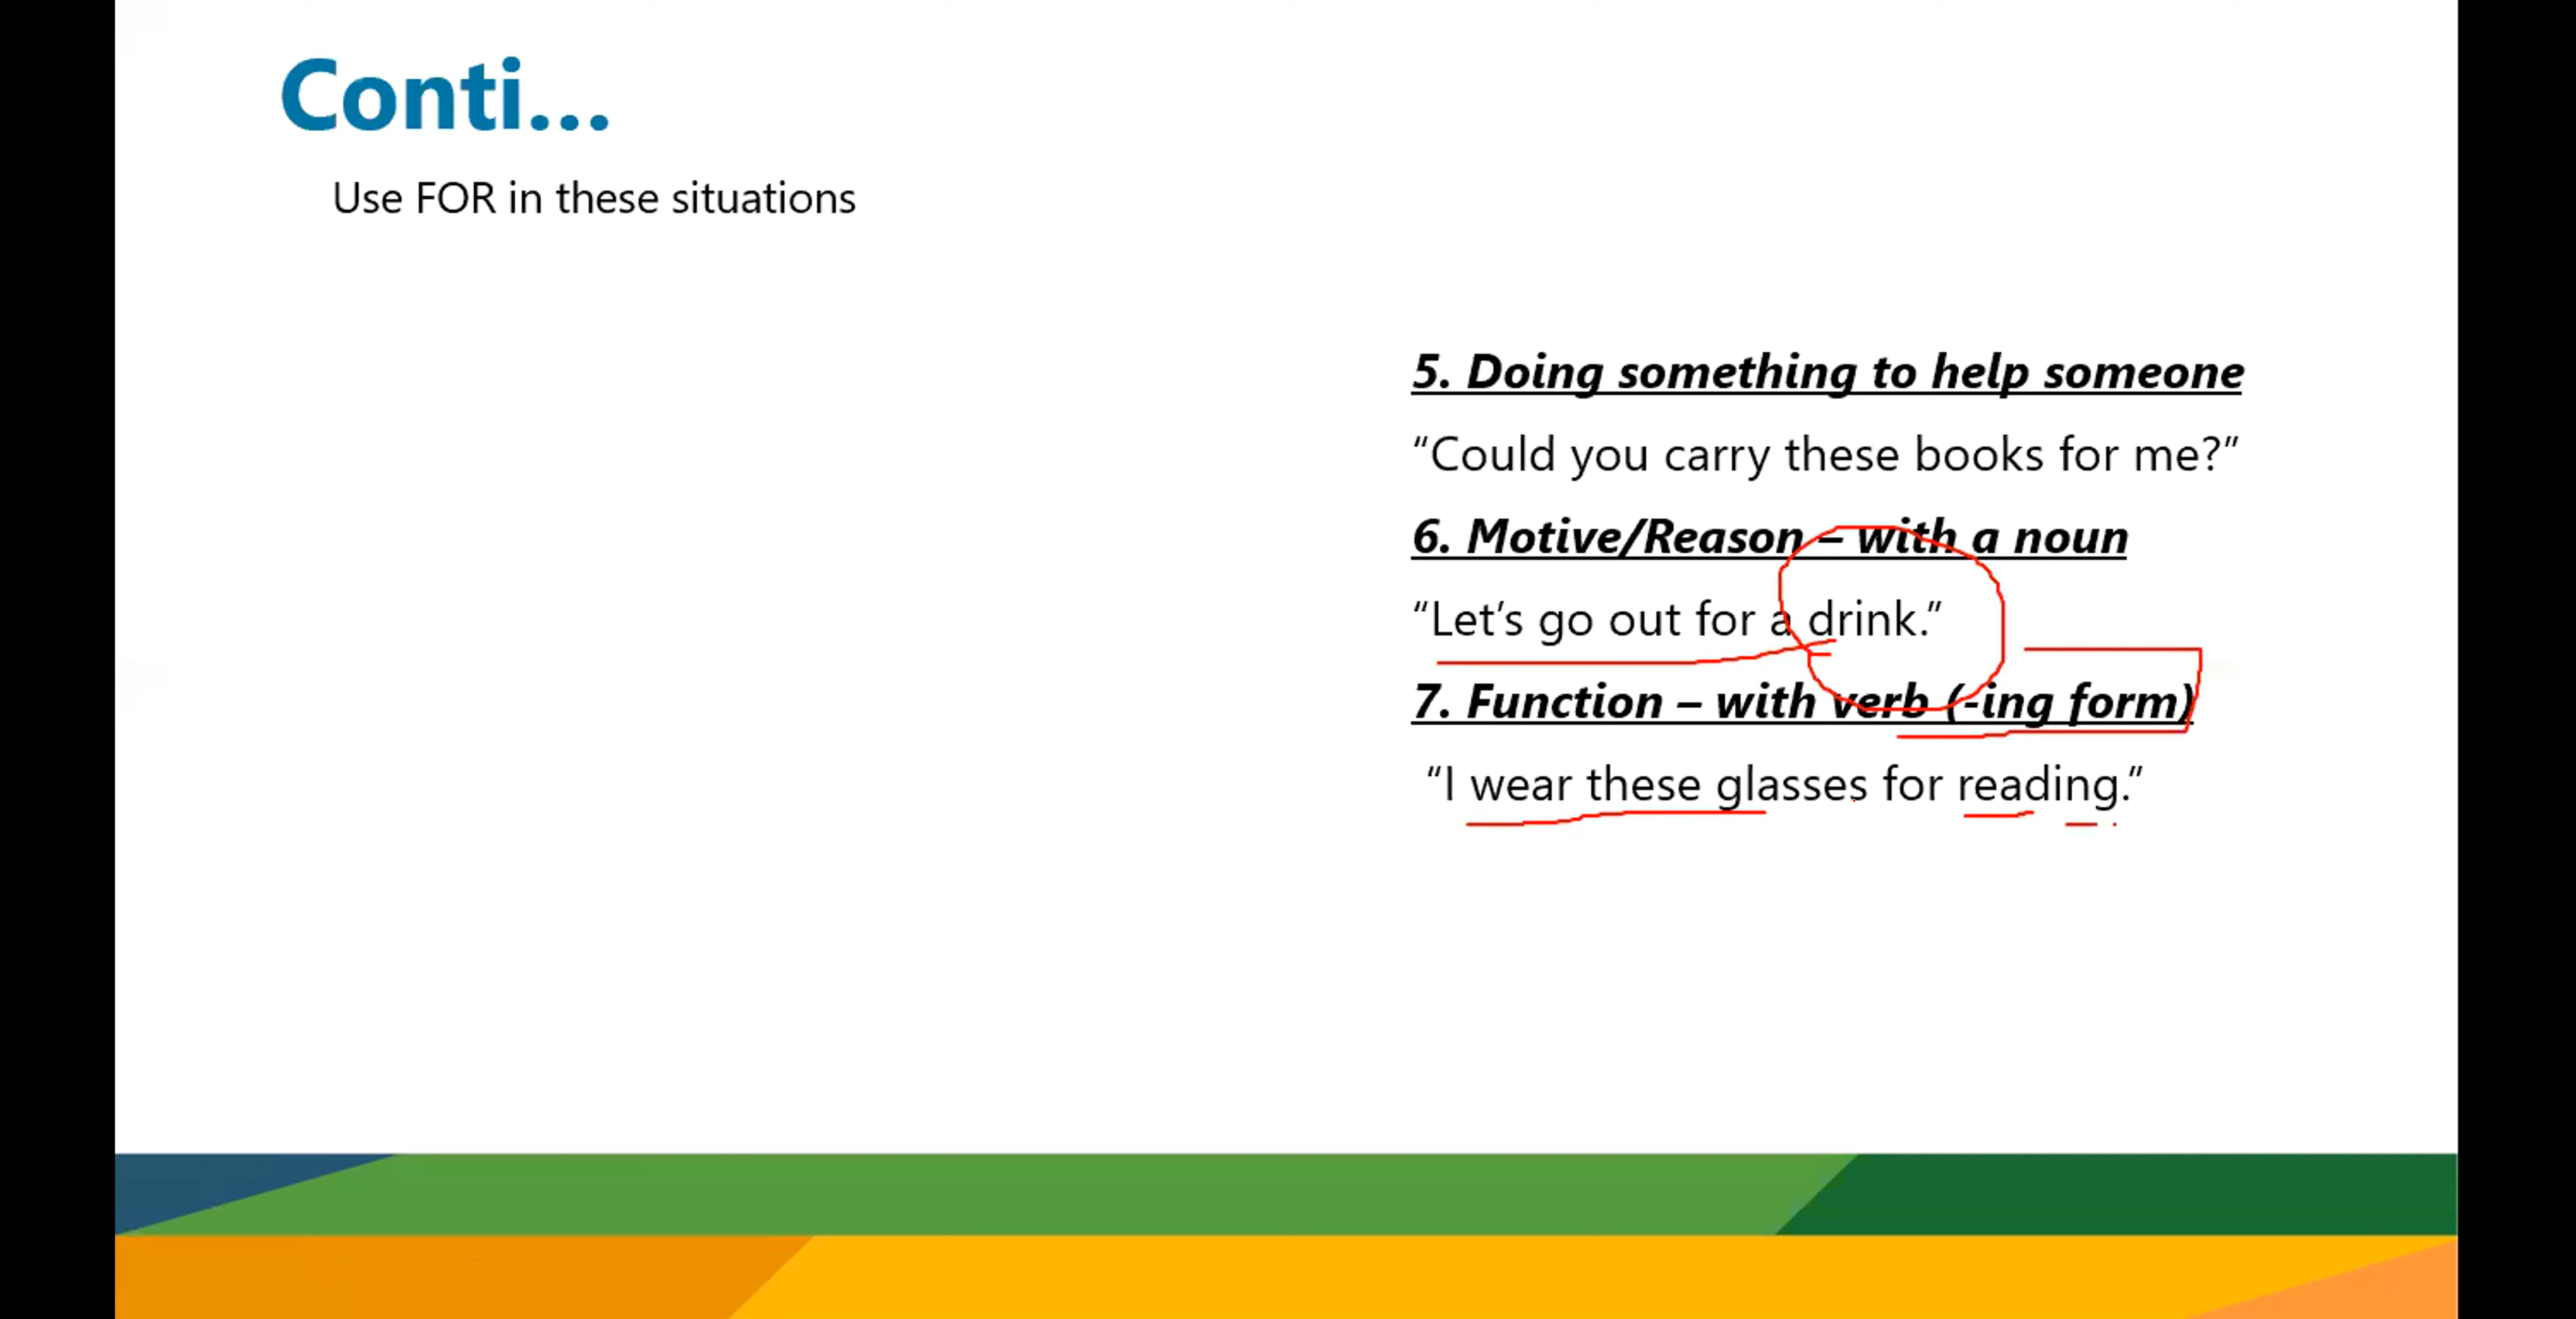 Conti...
Use FOR in these situations
5. Doing something to help someone
“Could you carry these books for me?”
6. Motive/Reason – with a noun
“Let’s go out for a drink.”
7. Function – with verb (-ing form)
“I wear these glasses for reading.”